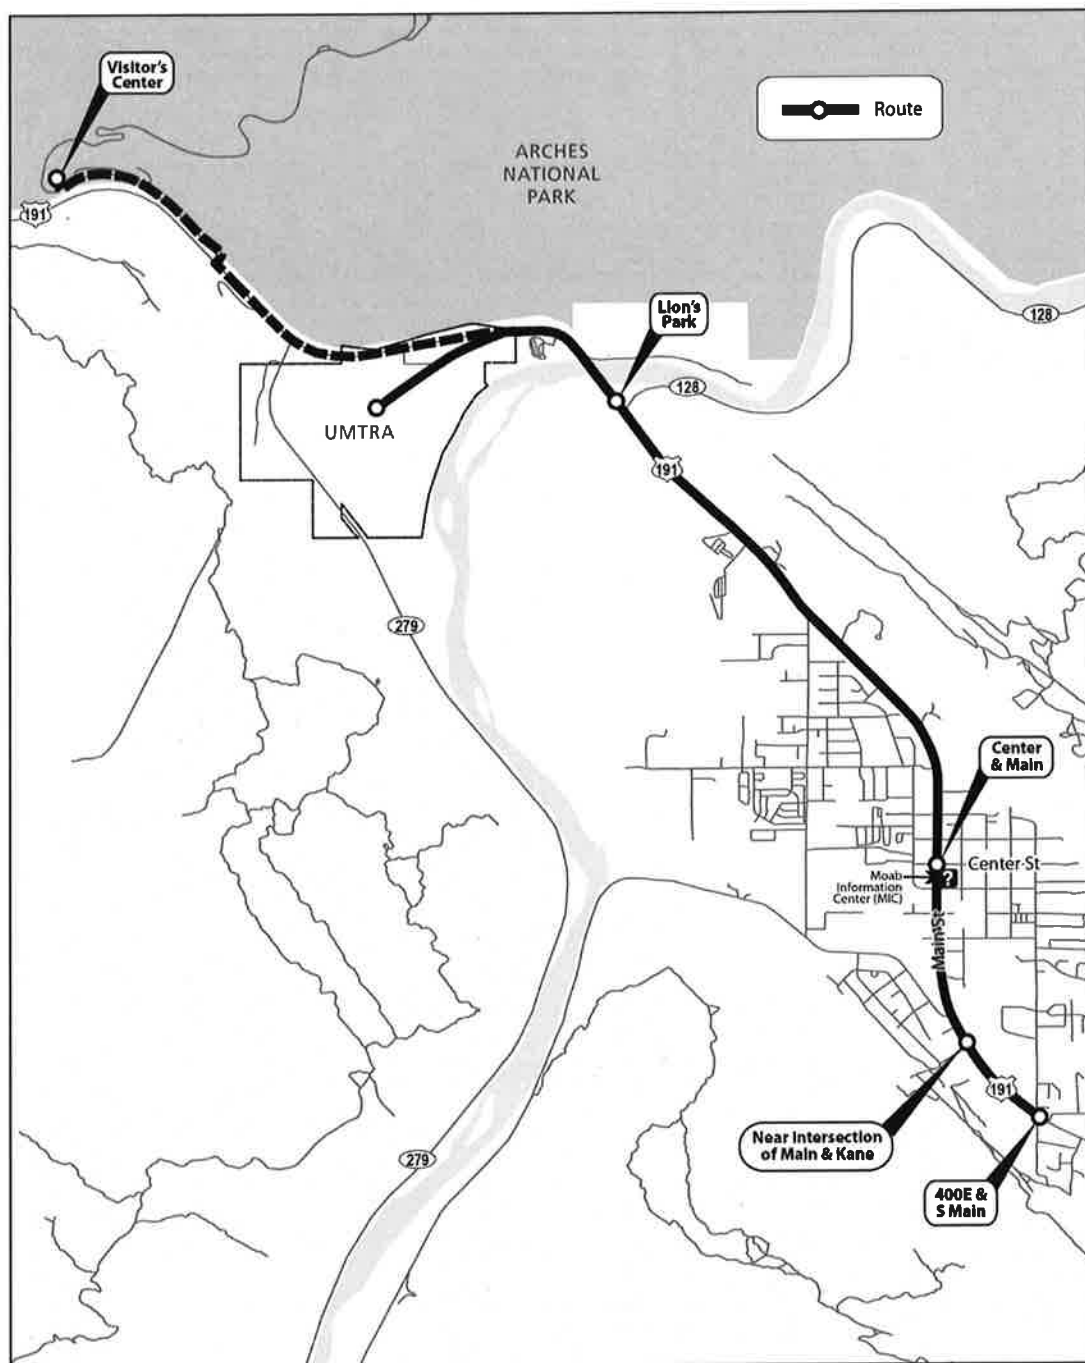 Visitor's
Center
Route
ARCHES
NATIONAL
PARK
191
Lion's
Park
128
128
UMTRA
191
279
Center
& Main
Center St
Moab
Information
Center (MIC)
?
Main St
191
Near Intersection
of Main & Kane
279
400E &
S Main